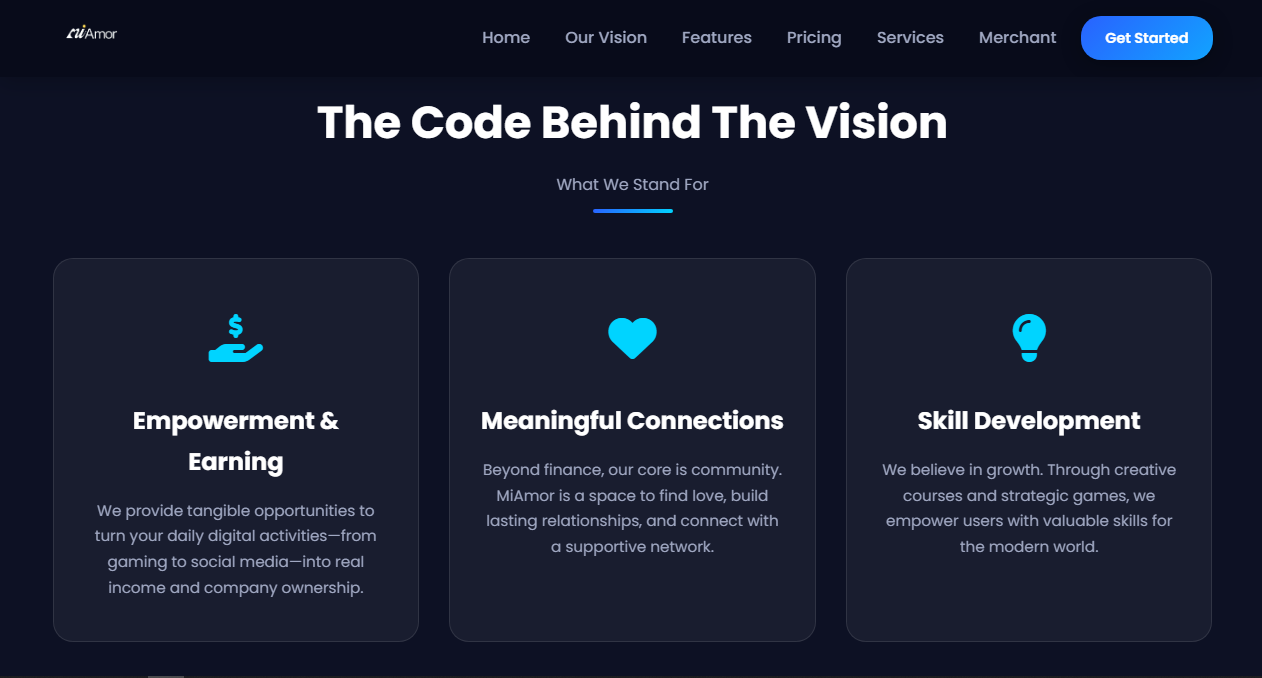 miAmor
Home Our Vision Features Pricing Services Merchant Get Started
The Code Behind The Vision
What We Stand For
Empowerment &
Earning
We provide tangible opportunities to
turn your daily digital activities—from
gaming to social media—into real
income and company ownership.
Meaningful Connections
Beyond finance, our core is community.
MiAmor is a space to find love, build
lasting relationships, and connect with
a supportive network.
Skill Development
We believe in growth. Through creative
courses and strategic games, we
empower users with valuable skills for
the modern world.